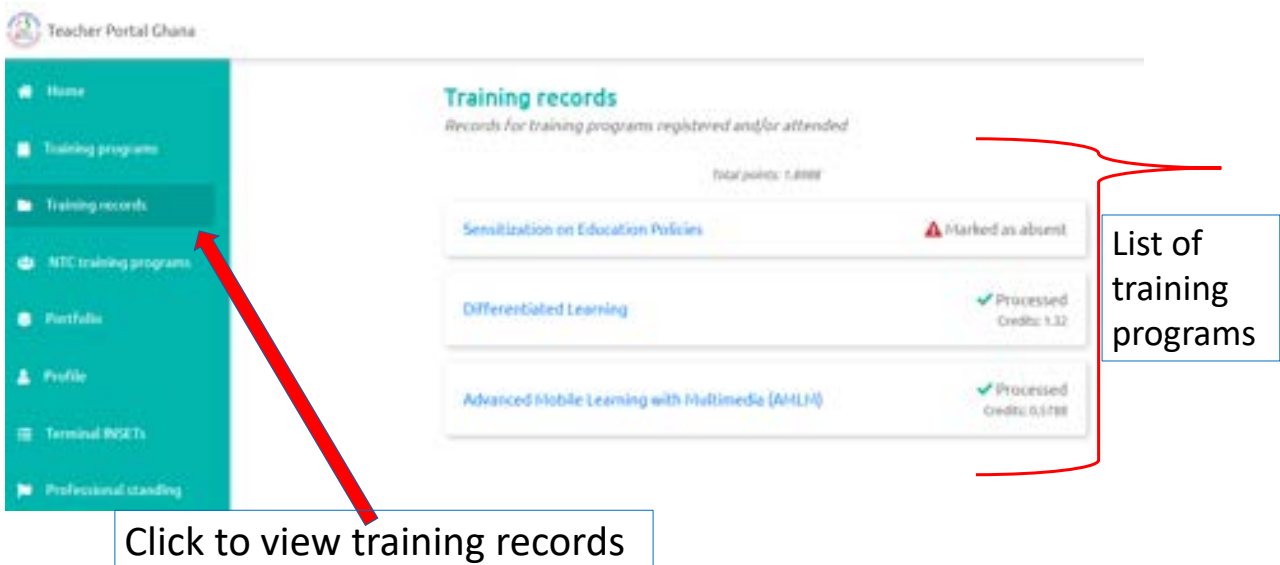 Teacher Portal Ghana
Home
Training programs
Training records
NTC training programs
Portfolio
Profile
Terminal INSETs
Professional standing
Training records
Records for training programs registered and/or attended
Total points: 1.8988
Sensitization on Education Policies
Marked as absent
Differentiated Learning
Processed
Credits: 1.32
Advanced Mobile Learning with Multimedia (AMLM)
Processed
Credits: 0.5788
List of
training
programs
Click to view training records